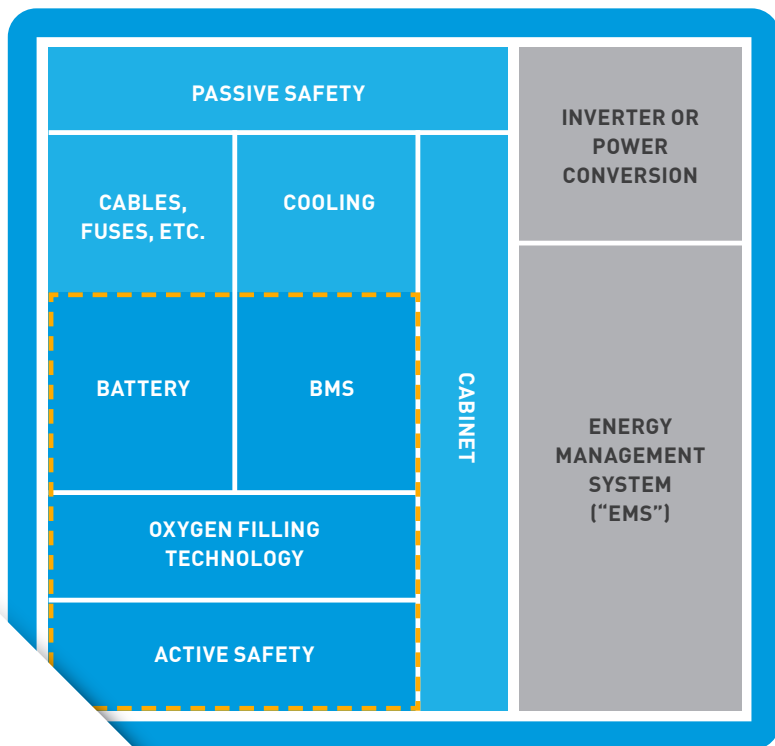 PASSIVE SAFETY
INVERTER OR
POWER
CONVERSION
CABLES,
FUSES, ETC.
COOLING
BATTERY
BMS
CABINET
ENERGY
MANAGEMENT
SYSTEM
(“EMS”)
OXYGEN FILLING
TECHNOLOGY
ACTIVE SAFETY